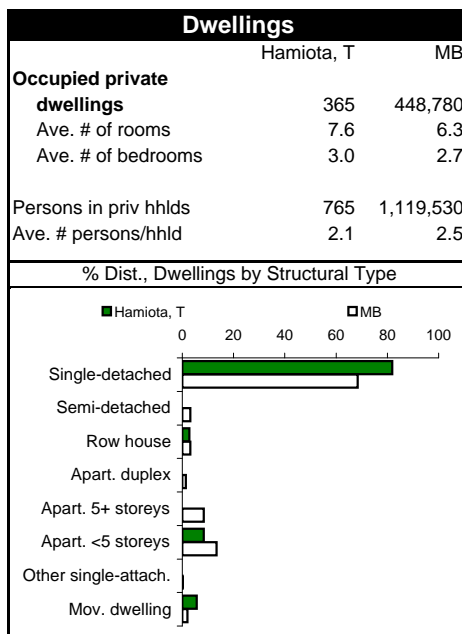 Dwellings
Hamiota, T MB
Occupied private
dwellings 365 448,780
Ave. # of rooms 7.6 6.3
Ave. # of bedrooms 3.0 2.7
Persons in priv hhlds 765 1,119,530
Ave. # persons/hhld 2.1 2.5
% Dist., Dwellings by Structural Type
Hamiota, T MB
0 20 40 60 80 100
Single-detached
Semi-detached
Row house
Apart. duplex
Apart. 5+ storeys
Apart. <5 storeys
Other single-attach.
Mov. dwelling